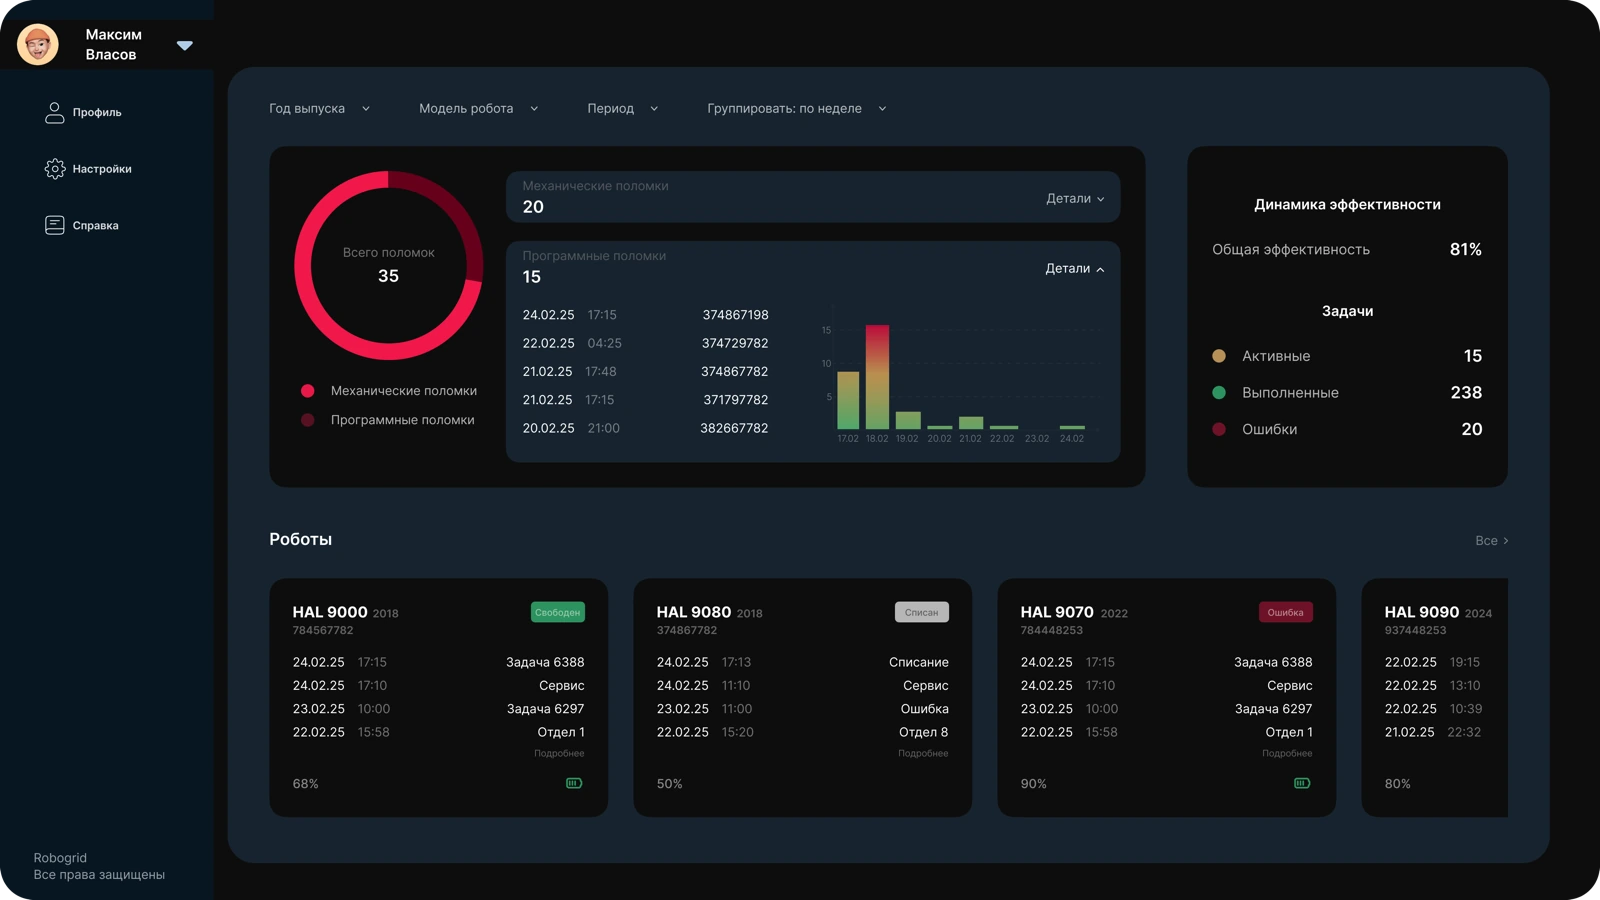 Максим
Власов
Профиль
Настройки
Справка
Robogrid
Все права защищены
Год выпуска
Модель робота
Период
Группировать: по неделе
Всего поломок
35
Механические поломки
Программные поломки
Механические поломки
20
Детали
Программные поломки
15
Детали
24.02.25 17:15 374867198
22.02.25 04:25 374729782
21.02.25 17:48 374867782
21.02.25 17:15 371797782
20.02.25 21:00 382667782
15
10
5
17.02 18.02 19.02 20.02 21.02 22.02 23.02 24.02
Динамика эффективности
Общая эффективность 81%
Задачи
Активные 15
Выполненные 238
Ошибки 20
Роботы
Все
HAL 9000 2018 Свободен
784567782
24.02.25 17:15 Задача 6388
24.02.25 17:10 Сервис
23.02.25 10:00 Задача 6297
22.02.25 15:58 Отдел 1
Подробнее
68%
HAL 9080 2018 Списан
374867782
24.02.25 17:13 Списание
24.02.25 11:10 Сервис
23.02.25 11:00 Ошибка
22.02.25 15:20 Отдел 8
Подробнее
50%
HAL 9070 2022 Ошибка
784448253
24.02.25 17:15 Задача 6388
24.02.25 17:10 Сервис
23.02.25 10:00 Задача 6297
22.02.25 15:58 Отдел 1
Подробнее
90%
HAL 9090 2024
937448253
22.02.25 19:15
22.02.25 13:10
22.02.25 10:39
21.02.25 22:32
80%